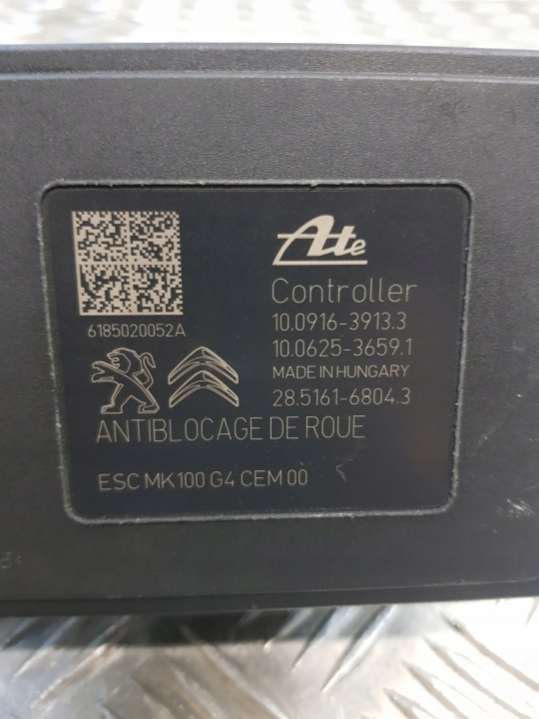 Ate
Controller
10.0916-3913.3
10.0625-3659.1
MADE IN HUNGARY
28.5161-6804.3
6185020052A
ANTIBLOCAGE DE ROUE
ESC MK100 G4 CEM 00